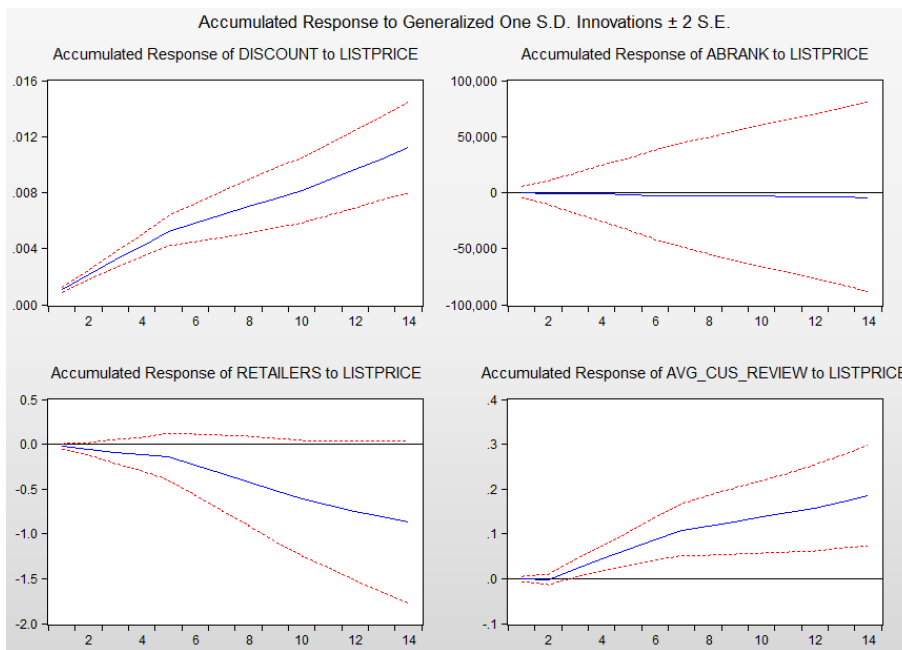 Accumulated Response to Generalized One S.D. Innovations ± 2 S.E.
Accumulated Response of DISCOUNT to LISTPRICE
.016
.012
.008
.004
.000
2 4 6 8 10 12 14
Accumulated Response of ABRANK to LISTPRICE
100,000
50,000
0
-50,000
-100,000
2 4 6 8 10 12 14
Accumulated Response of RETAILERS to LISTPRICE
0.5
0.0
-0.5
-1.0
-1.5
-2.0
2 4 6 8 10 12 14
Accumulated Response of AVG_CUS_REVIEW to LISTPRICE
.4
.3
.2
.1
.0
-.1
2 4 6 8 10 12 14